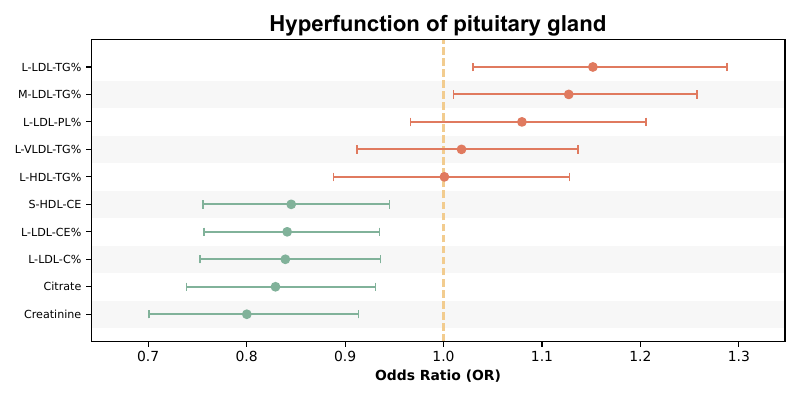 Hyperfunction of pituitary gland
L-LDL-TG%
M-LDL-TG%
L-LDL-PL%
L-VLDL-TG%
L-HDL-TG%
S-HDL-CE
L-LDL-CE%
L-LDL-C%
Citrate
Creatinine
0.7 0.8 0.9 1.0 1.1 1.2 1.3
Odds Ratio (OR)